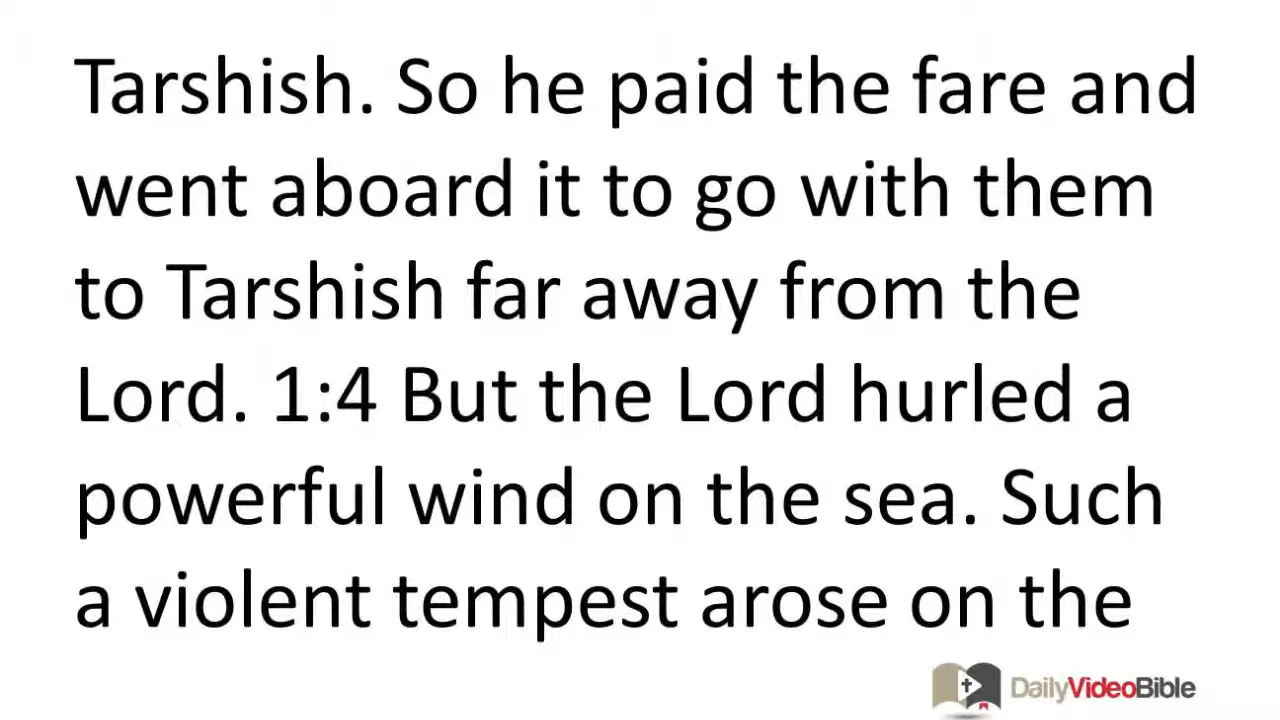 Tarshish. So he paid the fare and
went aboard it to go with them
to Tarshish far away from the
Lord. 1:4 But the Lord hurled a
powerful wind on the sea. Such
a violent tempest arose on the
DailyVideoBible